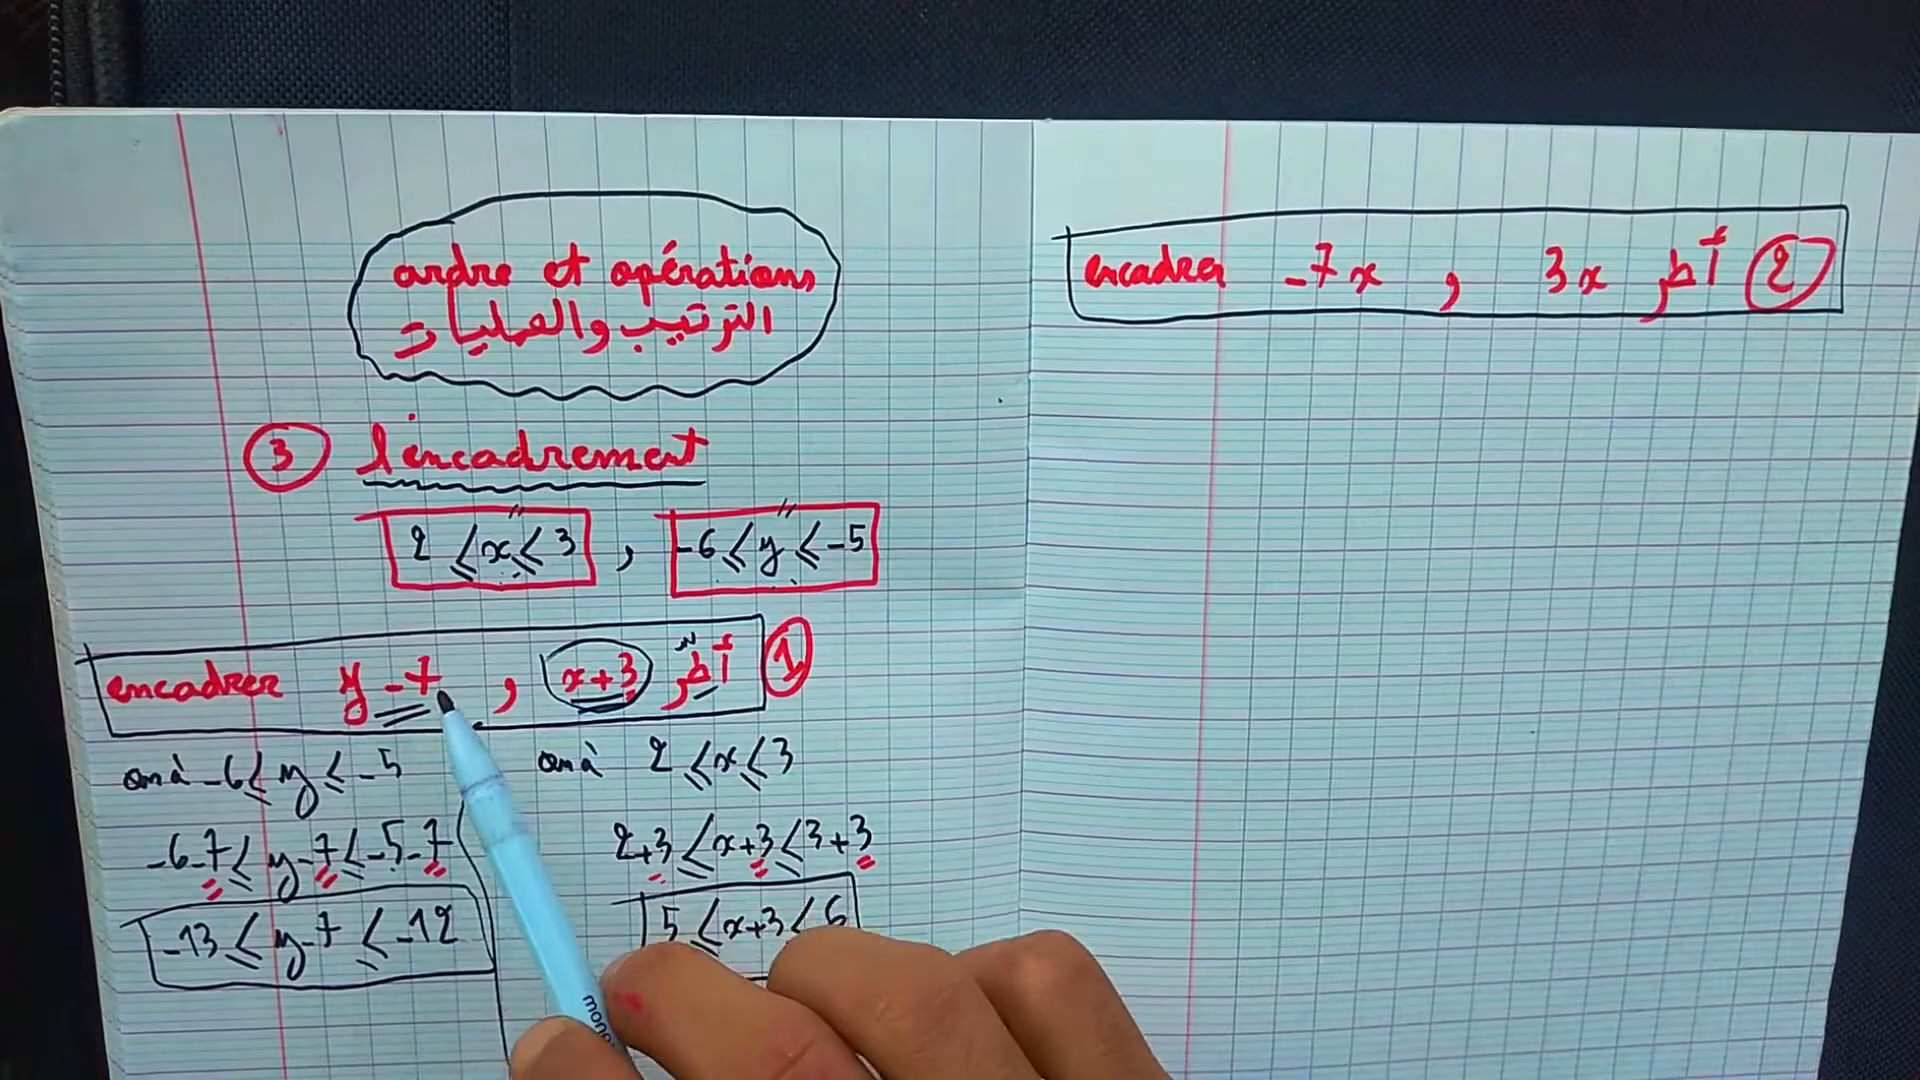 ordre et opérations
الترتيب والعمليات
③ l'encadrement
2 ⩽ x ⩽ 3 , -6 ⩽ y ⩽ -5
encadrer y-7 , x+3 أطر ①
on à -6 ⩽ y ⩽ -5
-6-7 ⩽ y-7 ⩽ -5-7
-13 ⩽ y-7 ⩽ -12
on à 2 ⩽ x ⩽ 3
2+3 ⩽ x+3 ⩽ 3+3
5 ⩽ x+3 ⩽ 6
encadrer -7x , 3x أطر ②
mono